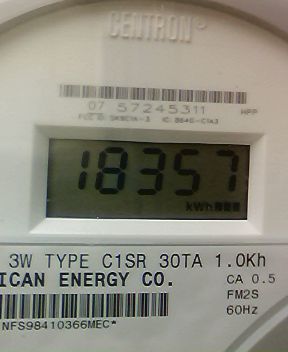 CENTRON®
07 57245311 HPP
18357
kWh
3W TYPE C1SR 30TA 1.0Kh
ICAN ENERGY CO. CA 0.5
FM2S
60Hz
NFS98410366MEC*